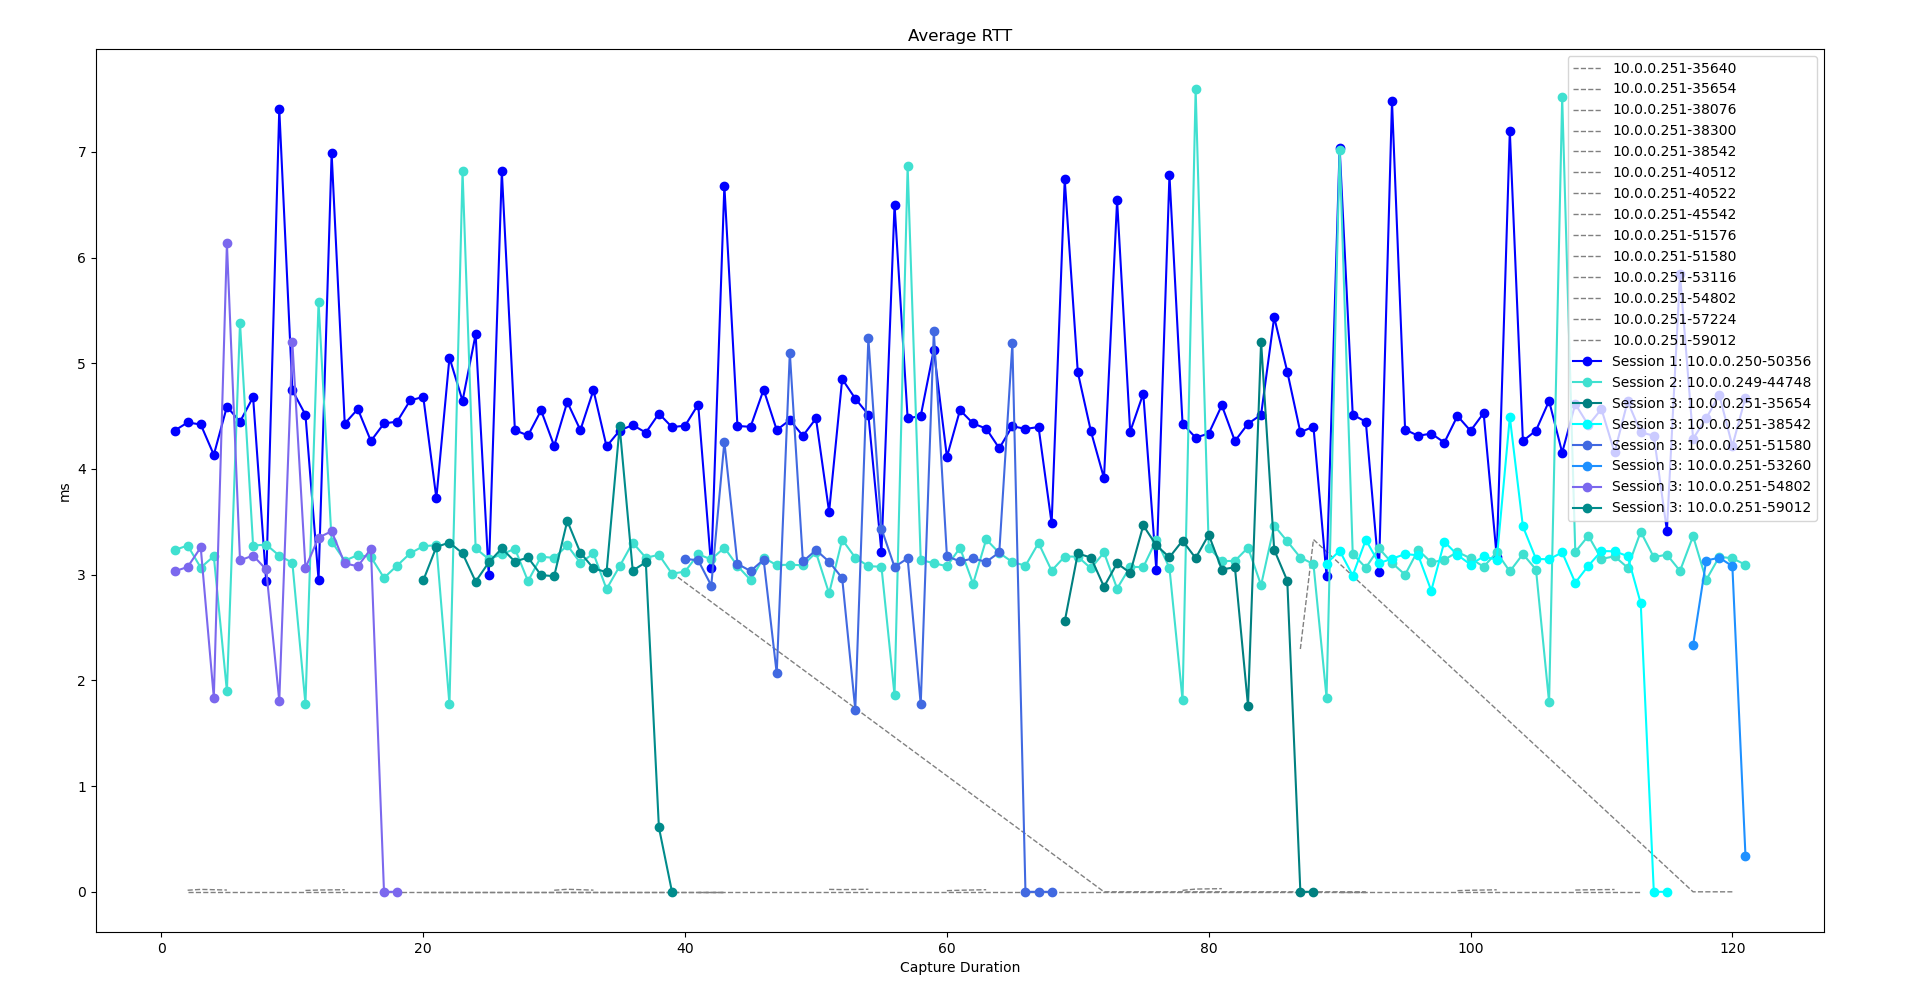 Average RTT
ms
7
6
5
4
3
2
1
0
0 20 40 60 80 100 120
Capture Duration
10.0.0.251-35640
10.0.0.251-35654
10.0.0.251-38076
10.0.0.251-38300
10.0.0.251-38542
10.0.0.251-40512
10.0.0.251-40522
10.0.0.251-45542
10.0.0.251-51576
10.0.0.251-51580
10.0.0.251-53116
10.0.0.251-54802
10.0.0.251-57224
10.0.0.251-59012
Session 1: 10.0.0.250-50356
Session 2: 10.0.0.249-44748
Session 3: 10.0.0.251-35654
Session 3: 10.0.0.251-38542
Session 3: 10.0.0.251-51580
Session 3: 10.0.0.251-53260
Session 3: 10.0.0.251-54802
Session 3: 10.0.0.251-59012